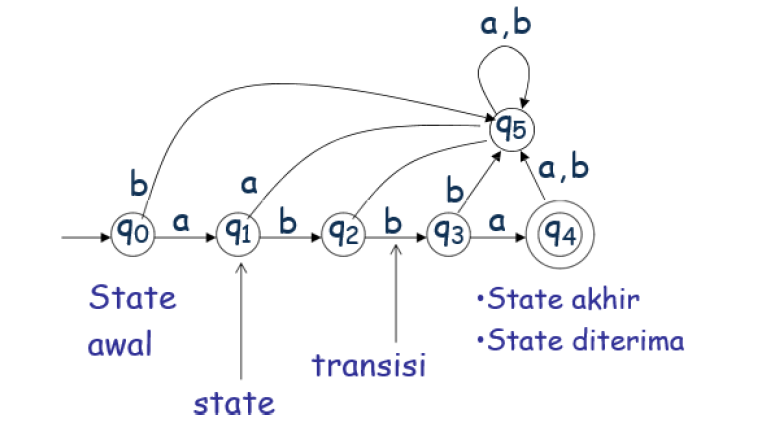 a,b
q5
b
a
b
a,b
q0
a
q1
b
q2
b
q3
a
q4
State
awal
•State akhir
•State diterima
transisi
state